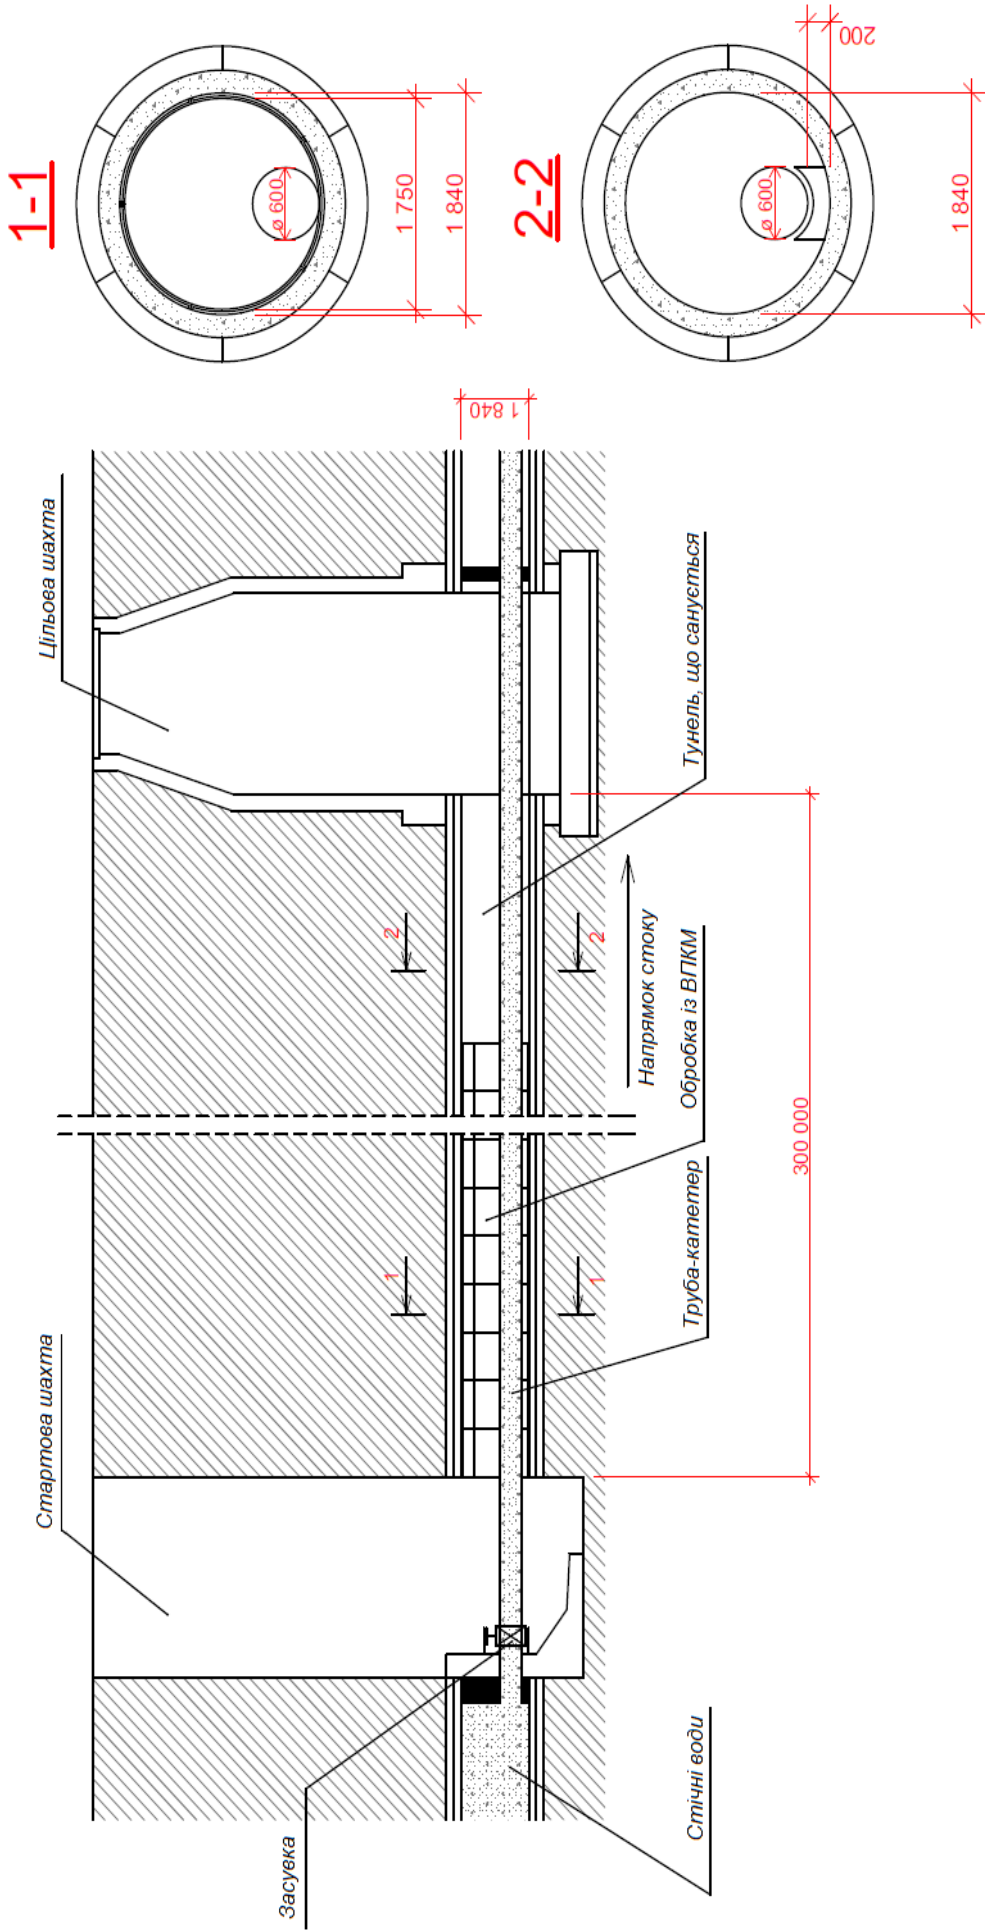 Стартова шахта
Цільова шахта
1-1
ø 600
1 750
1 840
2-2
ø 600
200
1 840
1 840
1
2
1
2
Засувка
Стічні води
Труба-катетер
Обробка із ВПКМ
Напрямок стоку
Тунель, що санується
300 000